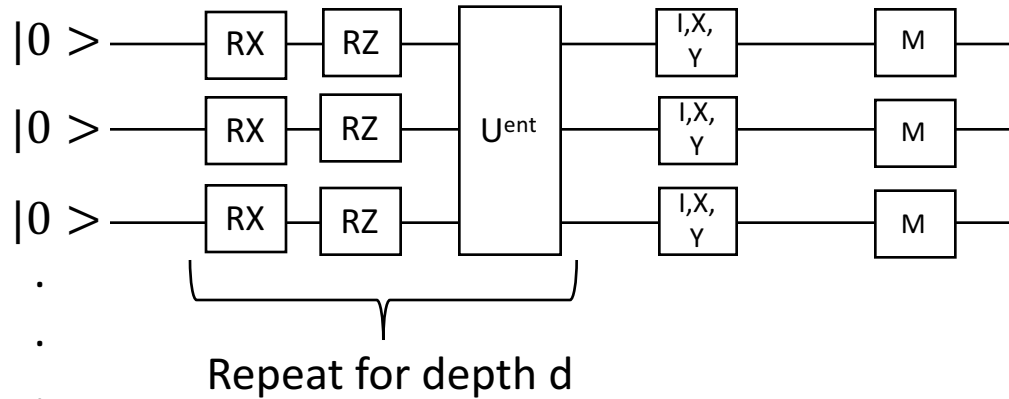 |0 > RX RZ I,X, Y M
|0 > RX RZ U^ent I,X, Y M
|0 > RX RZ I,X, Y M
.
.
.
Repeat for depth d